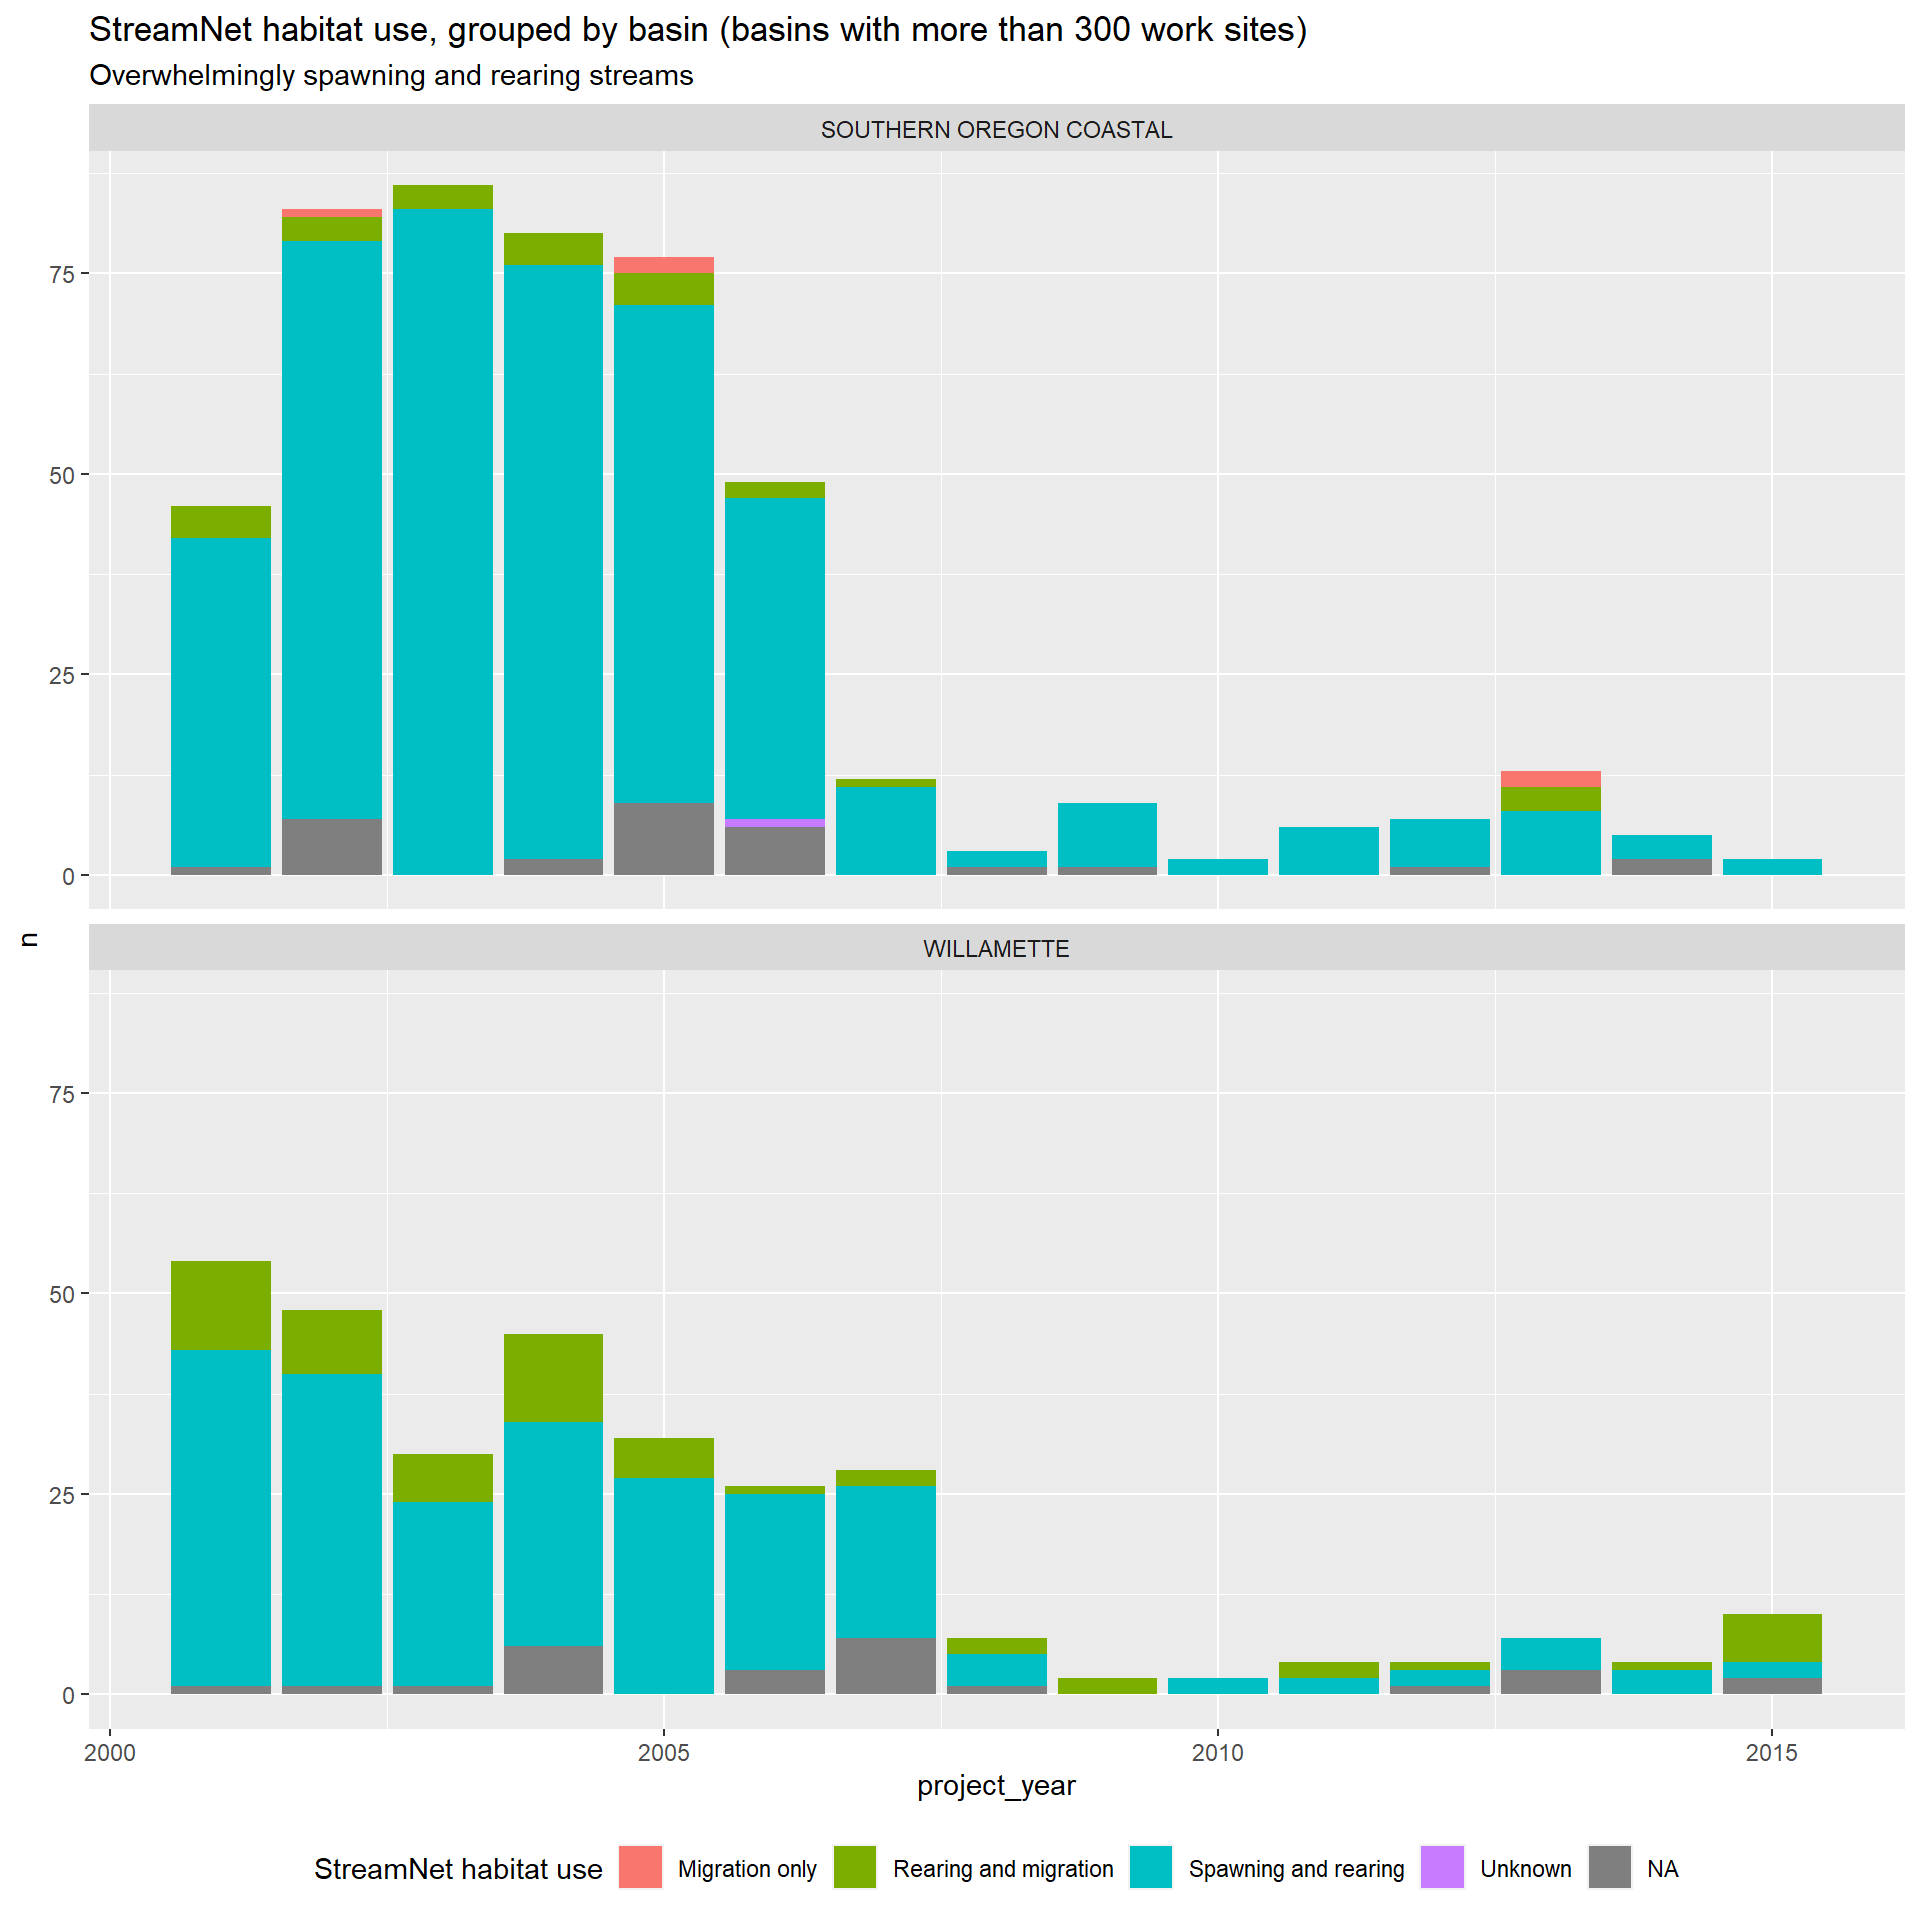 StreamNet habitat use, grouped by basin (basins with more than 300 work sites)
Overwhelmingly spawning and rearing streams
SOUTHERN OREGON COASTAL
75
50
25
0
n
WILLAMETTE
75
50
25
0
2000 2005 2010 2015
project_year
StreamNet habitat use Migration only Rearing and migration Spawning and rearing Unknown NA